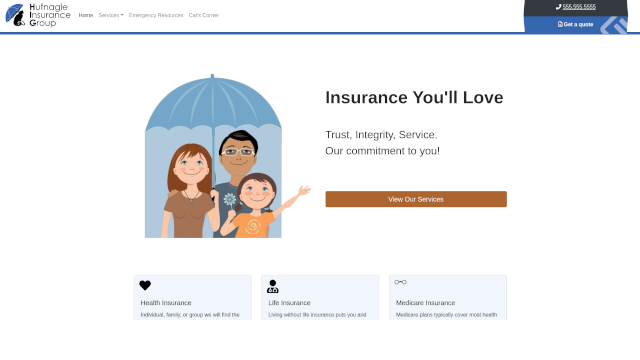 Hufnagle
Insurance
Group
Home Services Emergency Resources Cat's Corner
555.555.5555
Get a quote
Insurance You'll Love
Trust, Integrity, Service.
Our commitment to you!
View Our Services
Health Insurance
Individual, family, or group we will find the
Life Insurance
Living without life insurance puts you and
Medicare Insurance
Medicare plans typically cover most health